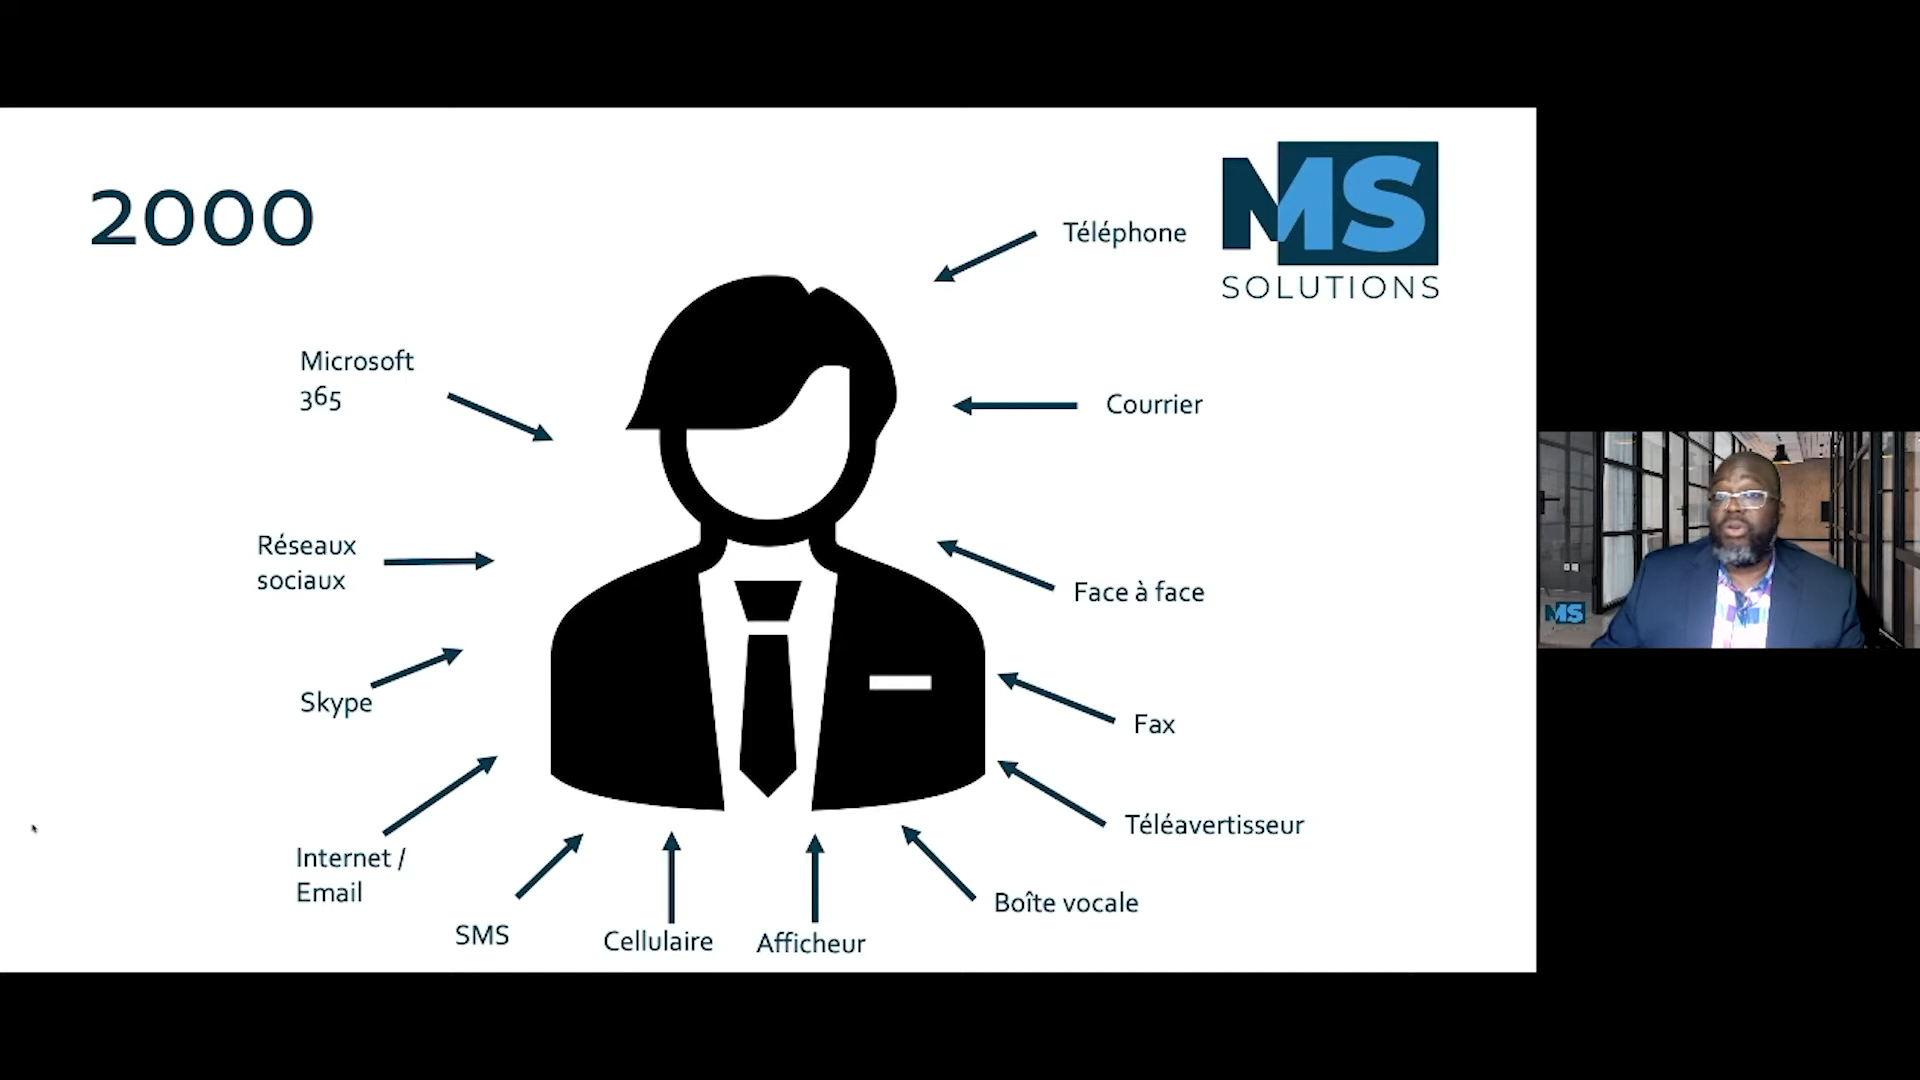 2000
MS
SOLUTIONS
Téléphone
Microsoft
365
Courrier
Réseaux
sociaux
Face à face
Skype
Fax
Internet /
Email
Téléavertisseur
SMS
Cellulaire
Afficheur
Boîte vocale
MS